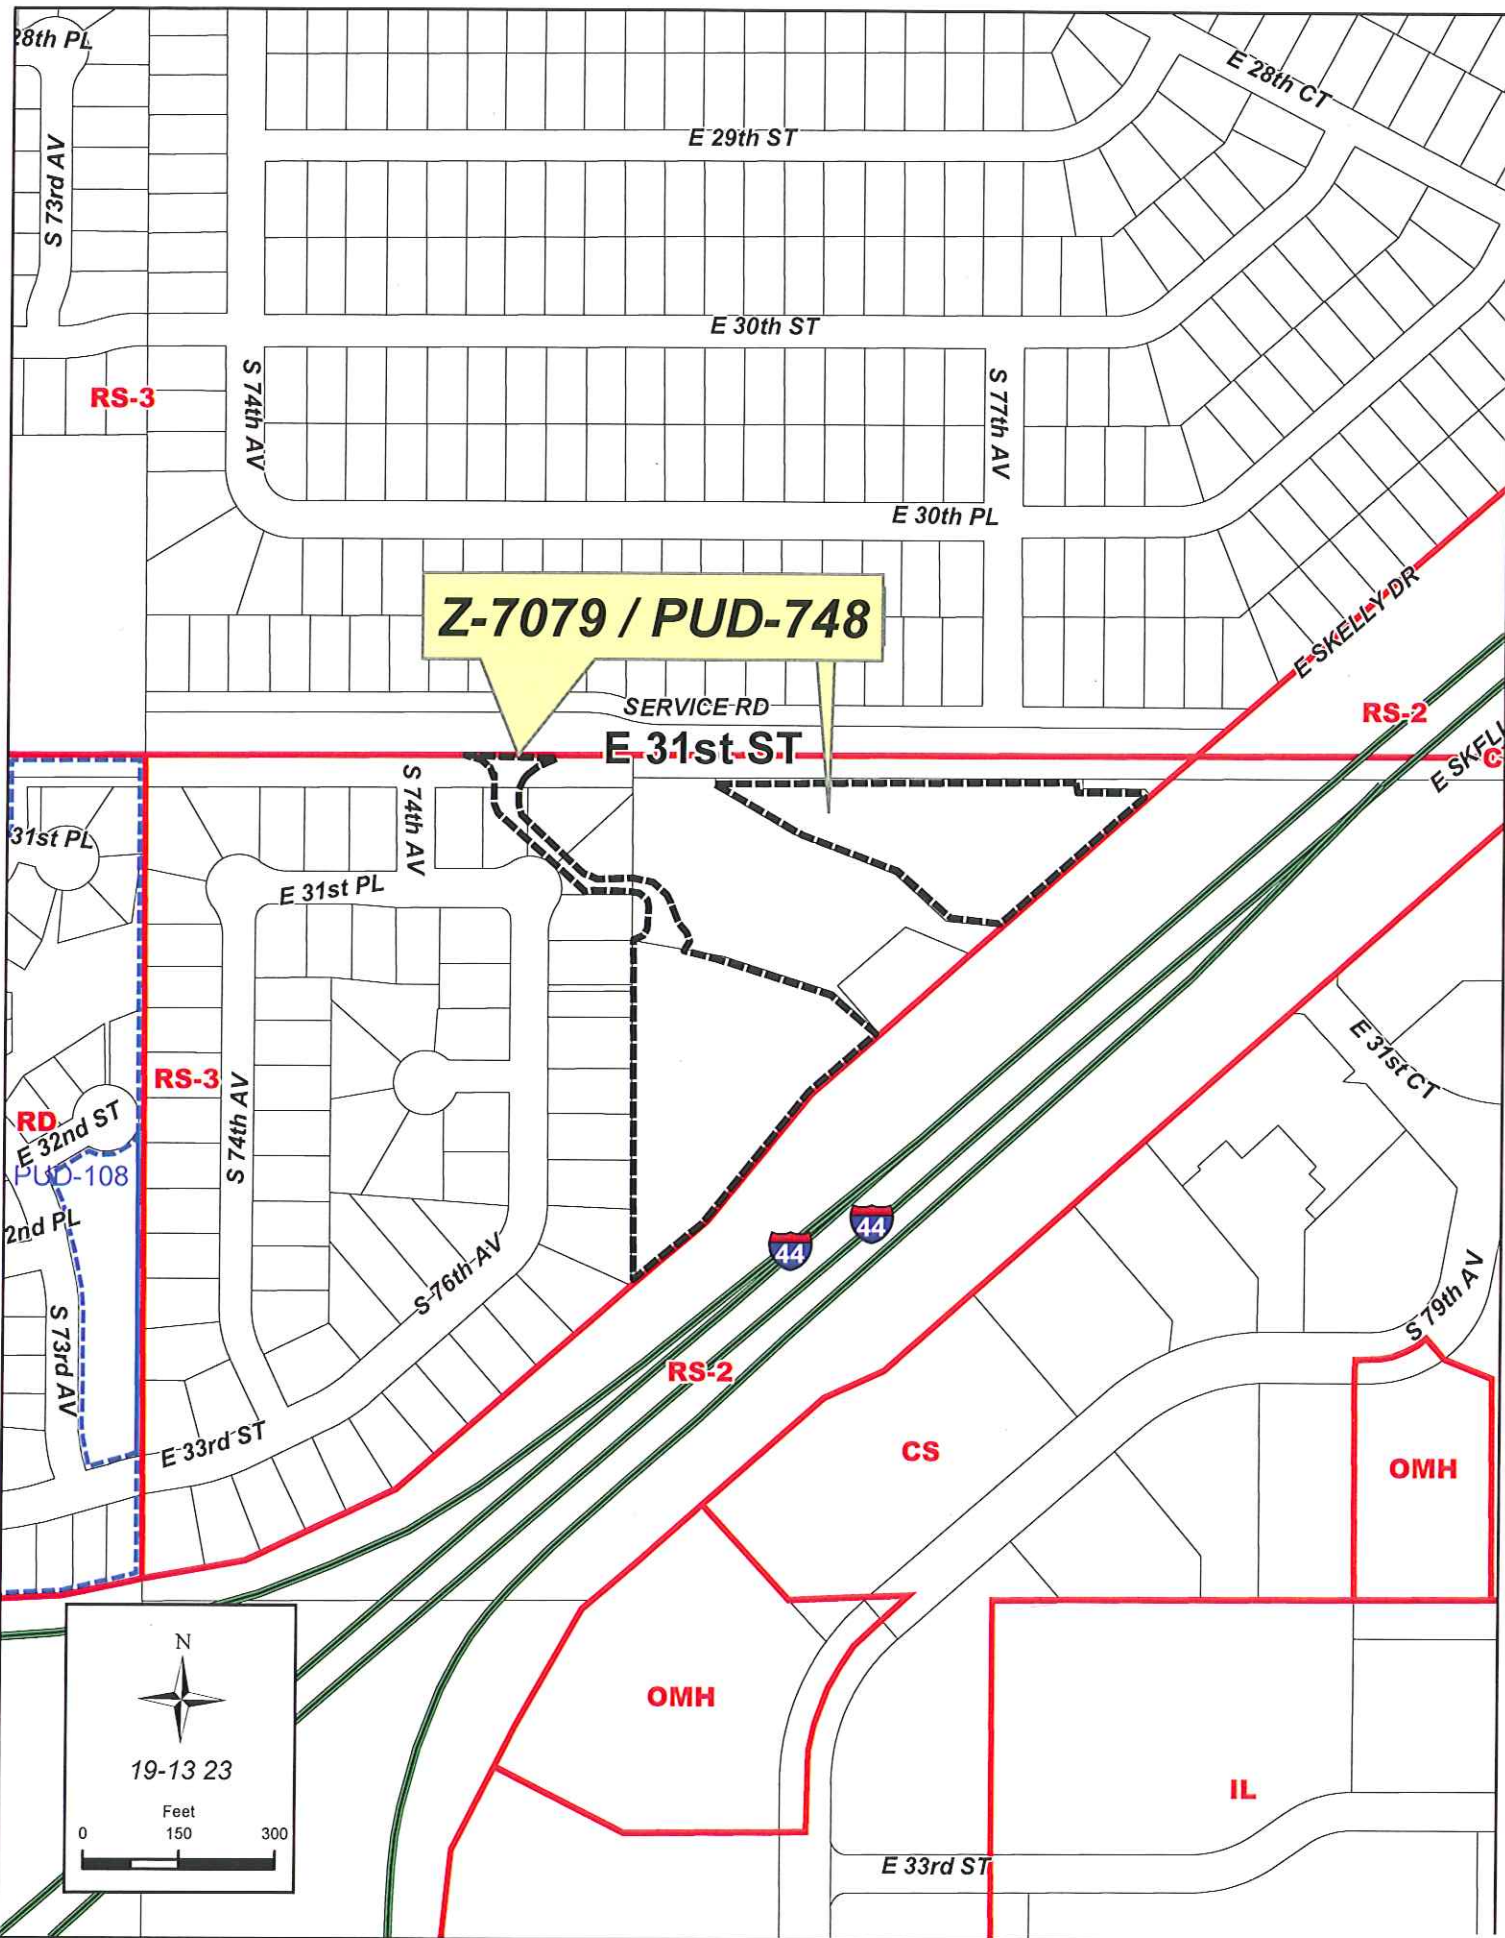 28th PL
E 28th CT
E 29th ST
S 73rd AV
E 30th ST
RS-3
S 74th AV
S 77th AV
E 30th PL
E SKELLY DR
Z-7079 / PUD-748
SERVICE RD
RS-2
E 31st ST
E SKELL
C
S 74th AV
31st PL
E 31st PL
E 31st CT
RS-3
S 74th AV
RD
E 32nd ST
PUD-108
2nd PL
44
44
S 76th AV
S 79th AV
S 73rd AV
RS-2
E 33rd ST
CS
OMH
N
OMH
19-13 23
IL
Feet
0 150 300
E 33rd ST